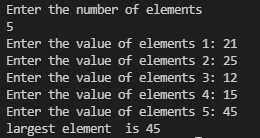 Enter the number of elements
5
Enter the value of elements 1: 21
Enter the value of elements 2: 25
Enter the value of elements 3: 12
Enter the value of elements 4: 15
Enter the value of elements 5: 45
largest element  is 45